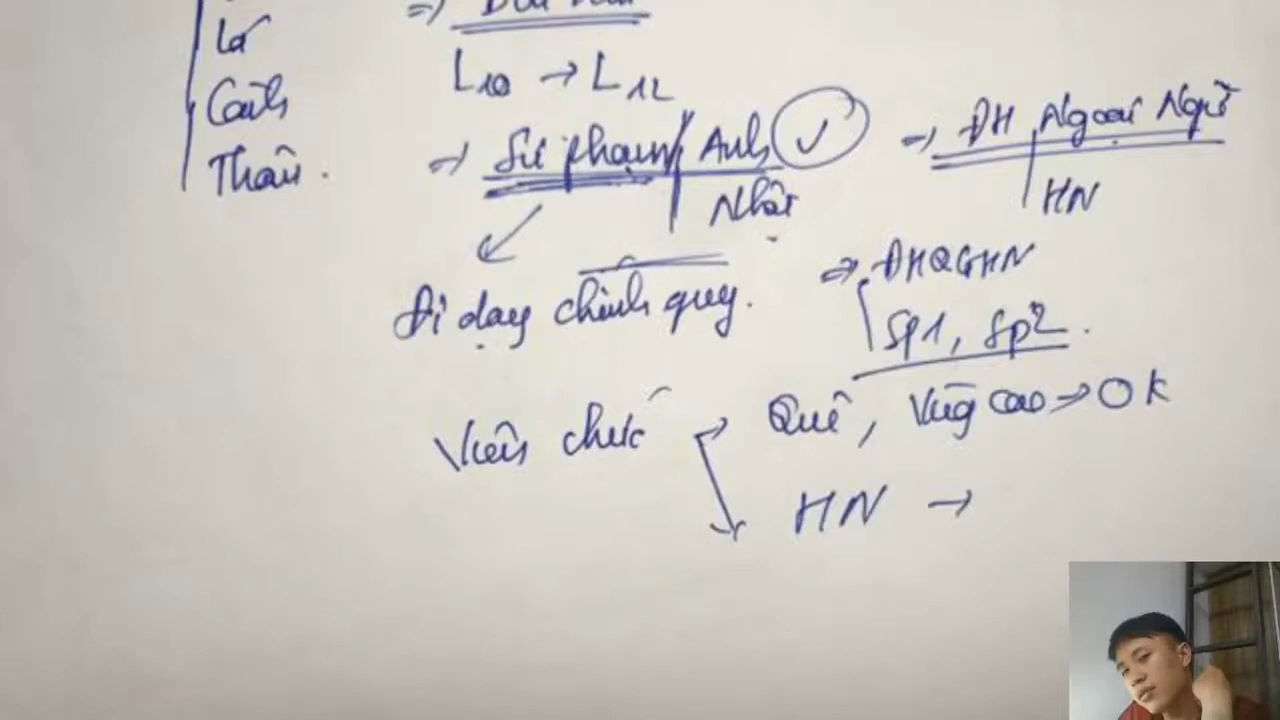 Lá
Cành
Thân.
L10 → L12
=> Sư phạm / Anh ✓ => ĐH Ngoại Ngữ
Nhật
HN
Đi dạy chính quy.
=> ĐHQGHN
Sp1, Sp2.
Viên chức
Quê, Vùng cao → OK
HN →